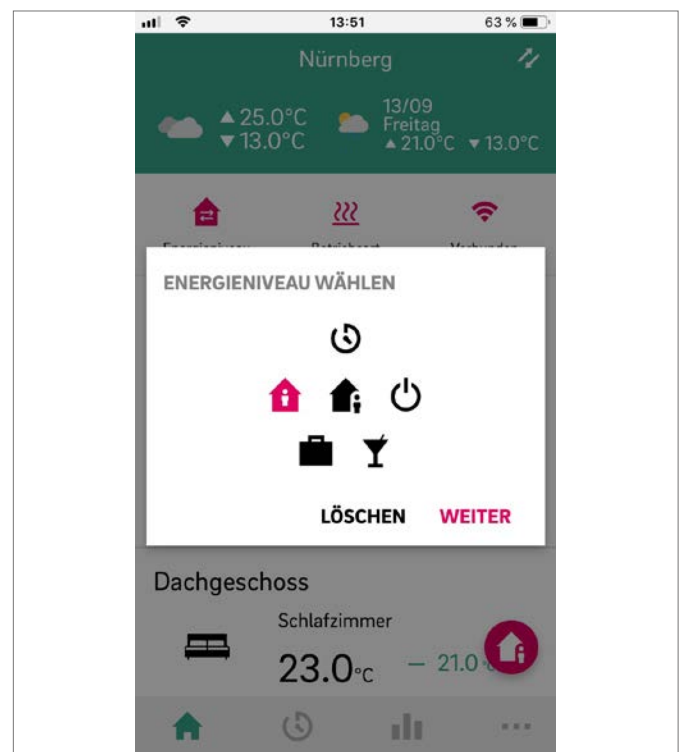 13:51
63 %
Nürnberg
▲ 25.0°C
▼ 13.0°C
13/09
Freitag
▲ 21.0°C ▼ 13.0°C
ENERGIENIVEAU WÄHLEN
LÖSCHEN WEITER
Dachgeschoss
Schlafzimmer
23.0°C
– 21.0